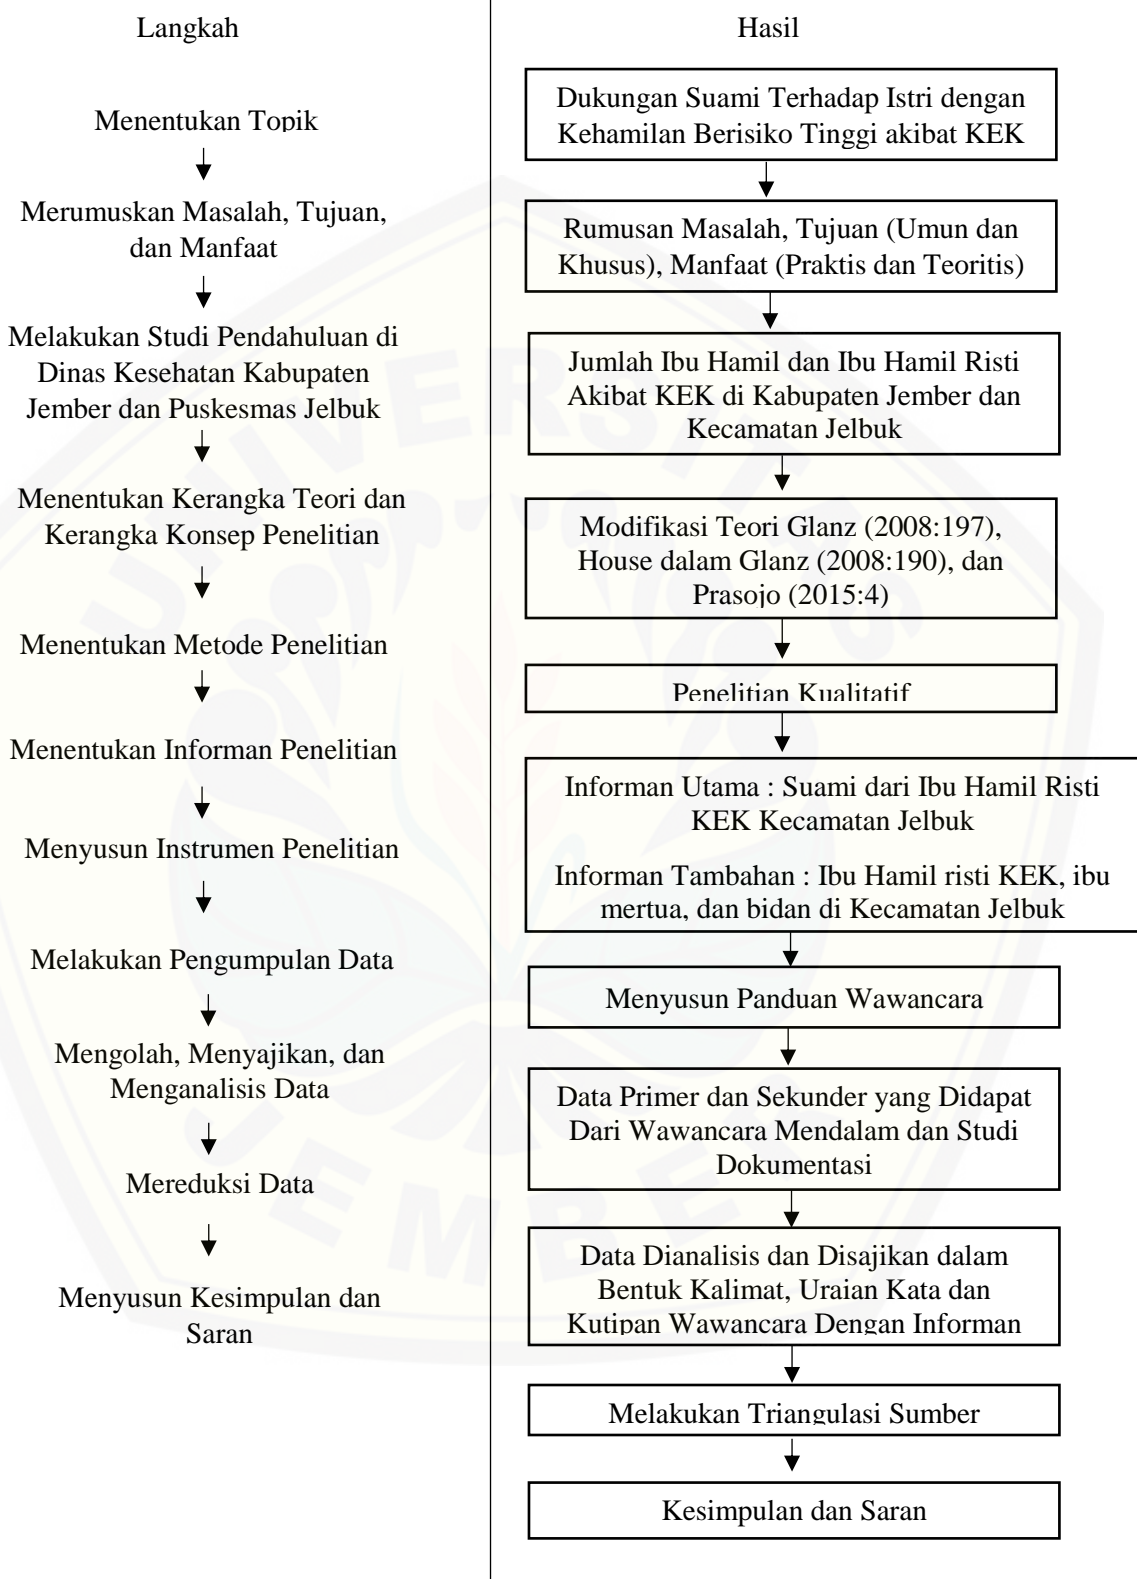 Langkah
Menentukan Topik
Merumuskan Masalah, Tujuan,
dan Manfaat
Melakukan Studi Pendahuluan di
Dinas Kesehatan Kabupaten
Jember dan Puskesmas Jelbuk
Menentukan Kerangka Teori dan
Kerangka Konsep Penelitian
Menentukan Metode Penelitian
Menentukan Informan Penelitian
Menyusun Instrumen Penelitian
Melakukan Pengumpulan Data
Mengolah, Menyajikan, dan
Menganalisis Data
Mereduksi Data
Menyusun Kesimpulan dan
Saran
Hasil
Dukungan Suami Terhadap Istri dengan
Kehamilan Berisiko Tinggi akibat KEK
Rumusan Masalah, Tujuan (Umun dan
Khusus), Manfaat (Praktis dan Teoritis)
Jumlah Ibu Hamil dan Ibu Hamil Risti
Akibat KEK di Kabupaten Jember dan
Kecamatan Jelbuk
Modifikasi Teori Glanz (2008:197),
House dalam Glanz (2008:190), dan
Prasojo (2015:4)
Penelitian Kualitatif
Informan Utama : Suami dari Ibu Hamil Risti
KEK Kecamatan Jelbuk
Informan Tambahan : Ibu Hamil risti KEK, ibu
mertua, dan bidan di Kecamatan Jelbuk
Menyusun Panduan Wawancara
Data Primer dan Sekunder yang Didapat
Dari Wawancara Mendalam dan Studi
Dokumentasi
Data Dianalisis dan Disajikan dalam
Bentuk Kalimat, Uraian Kata dan
Kutipan Wawancara Dengan Informan
Melakukan Triangulasi Sumber
Kesimpulan dan Saran
UNIVERSITAS
JEMBER